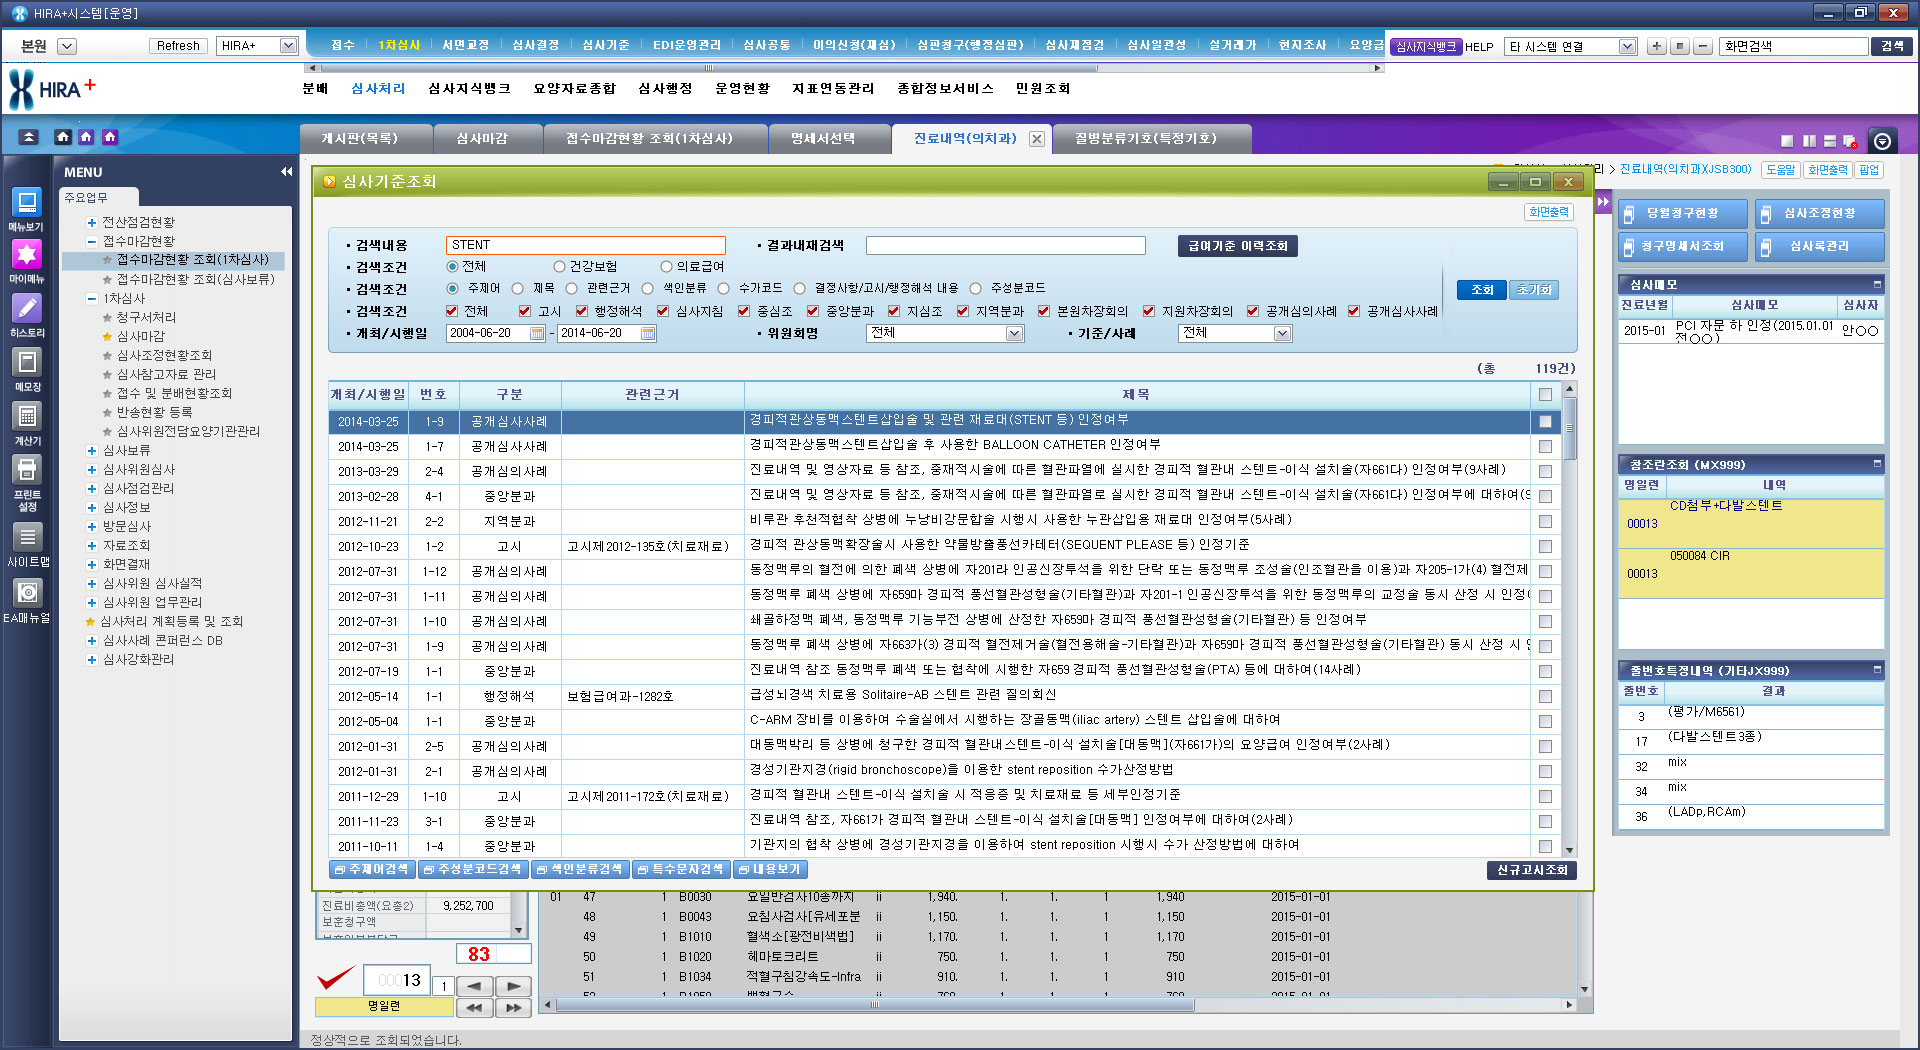 HIRA+시스템[운영]
본원
Refresh
HIRA+
접수 1차심사 서면교정 심사결정 심사기준 EDI운영관리 심사공통 이의신청(재심) 심판청구(행정심판) 심사재점검 심사일관성 실거래가 현지조사 요양급
심사지식뱅크 HELP 타 시스템 연결 화면검색 검색
HIRA+
분배 심사처리 심사지식뱅크 요양자료종합 심사행정 운영현황 지표연동관리 종합정보서비스 민원조회
게시판(목록) 심사마감 접수마감현황 조회(1차심사) 명세서선택 진료내역(의치과) 질병분류기호(특정기호)
> 진료내역(의치과)(JSB300) 도움말 화면출력 팝업
메뉴보기
마이메뉴
히스토리
메모장
계산기
프린트 설정
사이트맵
EA매뉴얼
MENU
주요업무
전산점검현황
접수마감현황
접수마감현황 조회(1차심사)
접수마감현황 조회(심사보류)
1차심사
청구서처리
심사마감
심사조정현황조회
심사참고자료 관리
접수 및 분배현황조회
반송현황 등록
심사위원전담요양기관관리
심사보류
심사위원심사
심사점검관리
심사정보
방문심사
자료조회
화면결재
심사위원 심사실적
심사위원 업무관리
심사처리 계획등록 및 조회
심사사례 콘퍼런스 DB
심사강화관리
심사기준조회
화면출력
검색내용 STENT 결과내재검색 급여기준 이력조회
검색조건 전체 건강보험 의료급여
검색조건 주제어 제목 관련근거 색인분류 수가코드 결정사항/고시/행정해석 내용 주성분코드
조회 초기화
검색조건 전체 고시 행정해석 심사지침 중심조 중앙분과 지심조 지역분과 본원차장회의 지원차장회의 공개심의사례 공개심사사례
개최/시행일 2004-06-20 - 2014-06-20 위원회명 전체 기준/사례 전체
(총 119건)
개최/시행일 번호 구분 관련근거 제목
2014-03-25 1-9 공개심사사례 경피적관상동맥스텐트삽입술 및 관련 재료대(STENT 등) 인정여부
2014-03-25 1-7 공개심사사례 경피적관상동맥스텐트삽입술 후 사용한 BALLOON CATHETER 인정여부
2013-03-29 2-4 공개심의사례 진료내역 및 영상자료 등 참조, 중재적시술에 따른 혈관파열에 실시한 경피적 혈관내 스텐트-이식 설치술(자661다) 인정여부(9사례)
2013-02-28 4-1 중앙분과 진료내역 및 영상자료 등 참조, 중재적시술에 따른 혈관파열로 실시한 경피적 혈관내 스텐트-이식 설치술(자661다) 인정여부에 대하여(9
2012-11-21 2-2 지역분과 비루관 후천적협착 상병에 누낭비강문합술 시행시 사용한 누관삽입용 재료대 인정여부(5사례)
2012-10-23 1-2 고시 고시제2012-135호(치료재료) 경피적 관상동맥확장술시 사용한 약물방출풍선카테터(SEQUENT PLEASE 등) 인정기준
2012-07-31 1-12 공개심의사례 동정맥루의 혈전에 의한 폐색 상병에 자201라 인공신장투석을 위한 단락 또는 동정맥루 조성술(인조혈관을 이용)과 자205-1가(4) 혈전제
2012-07-31 1-11 공개심의사례 동정맥루 폐색 상병에 자659마 경피적 풍선혈관성형술(기타혈관)과 자201-1 인공신장투석을 위한 동정맥루의 교정술 동시 산정 시 인정
2012-07-31 1-10 공개심의사례 쇄골하정맥 폐색, 동정맥루 기능부전 상병에 산정한 자659마 경피적 풍선혈관성형술(기타혈관) 등 인정여부
2012-07-31 1-9 공개심의사례 동정맥루 폐색 상병에 자663가(3) 경피적 혈전제거술(혈전용해술-기타혈관)과 자659마 경피적 풍선혈관성형술(기타혈관) 동시 산정 시
2012-07-19 1-1 중앙분과 진료내역 참조 동정맥루 폐색 또는 협착에 시행한 자659 경피적 풍선혈관성형술(PTA) 등에 대하여(14사례)
2012-05-14 1-1 행정해석 보험급여과-1282호 급성뇌경색 치료용 Solitaire-AB 스텐트 관련 질의회신
2012-05-04 1-1 중앙분과 C-ARM 장비를 이용하여 수술실에서 시행하는 장골동맥(iliac artery) 스텐트 삽입술에 대하여
2012-01-31 2-5 공개심의사례 대동맥박리 등 상병에 청구한 경피적 혈관내스텐트-이식 설치술[대동맥](자661가)의 요양급여 인정여부(2사례)
2012-01-31 2-1 공개심의사례 경성기관지경(rigid bronchoscope)을 이용한 stent reposition 수가산정방법
2011-12-29 1-10 고시 고시제2011-172호(치료재료) 경피적 혈관내 스텐트-이식 설치술 시 적응증 및 치료재료 등 세부인정기준
2011-11-23 3-1 중앙분과 진료내역 참조, 자661가 경피적 혈관내 스텐트-이식 설치술[대동맥] 인정여부에 대하여(2사례)
2011-10-11 1-4 중앙분과 기관지의 협착 상병에 경성기관지경을 이용하여 stent reposition 시행시 수가 산정방법에 대하여
주제어검색 주성분코드검색 색인분류검색 특수문자검색 내용보기 신규고시조회
진료비총액(요총2) 9,252,700
보훈청구액
83
00013 1
명일련
01 47 1 B0030 요일반검사10종까지 ii 1,940. 1. 1. 1 1,940 2015-01-01
48 1 B0043 요침사검사[유세포분 ii 1,150. 1. 1. 1 1,150 2015-01-01
49 1 B1010 혈색소[광전비색법] ii 1,170. 1. 1. 1 1,170 2015-01-01
50 1 B1020 헤마토크리트 ii 750. 1. 1. 1 750 2015-01-01
51 1 B1034 적혈구침강속도-Infra ii 910. 1. 1. 1 910 2015-01-01
52 1 B1050 백혈구수 ii 760. 1. 1. 1 760 2015-01-01
당월청구현황 심사조정현황
청구명세서조회 심사록관리
심사메모
진료년월 심사메모 심사자
2015-01 PCI 자문 하 인정(2015.01.01 전○○) 안○○
참조란조회 (MX999)
명일련 내역
00013 CD첨부+다발스텐트
00013 050084 CIR
줄번호특정내역 (기타JX999)
줄번호 결과
3 (평가/M6561)
17 (다발스텐트3종)
32 mix
34 mix
36 (LADp,RCAm)
정상적으로 조회되었습니다.